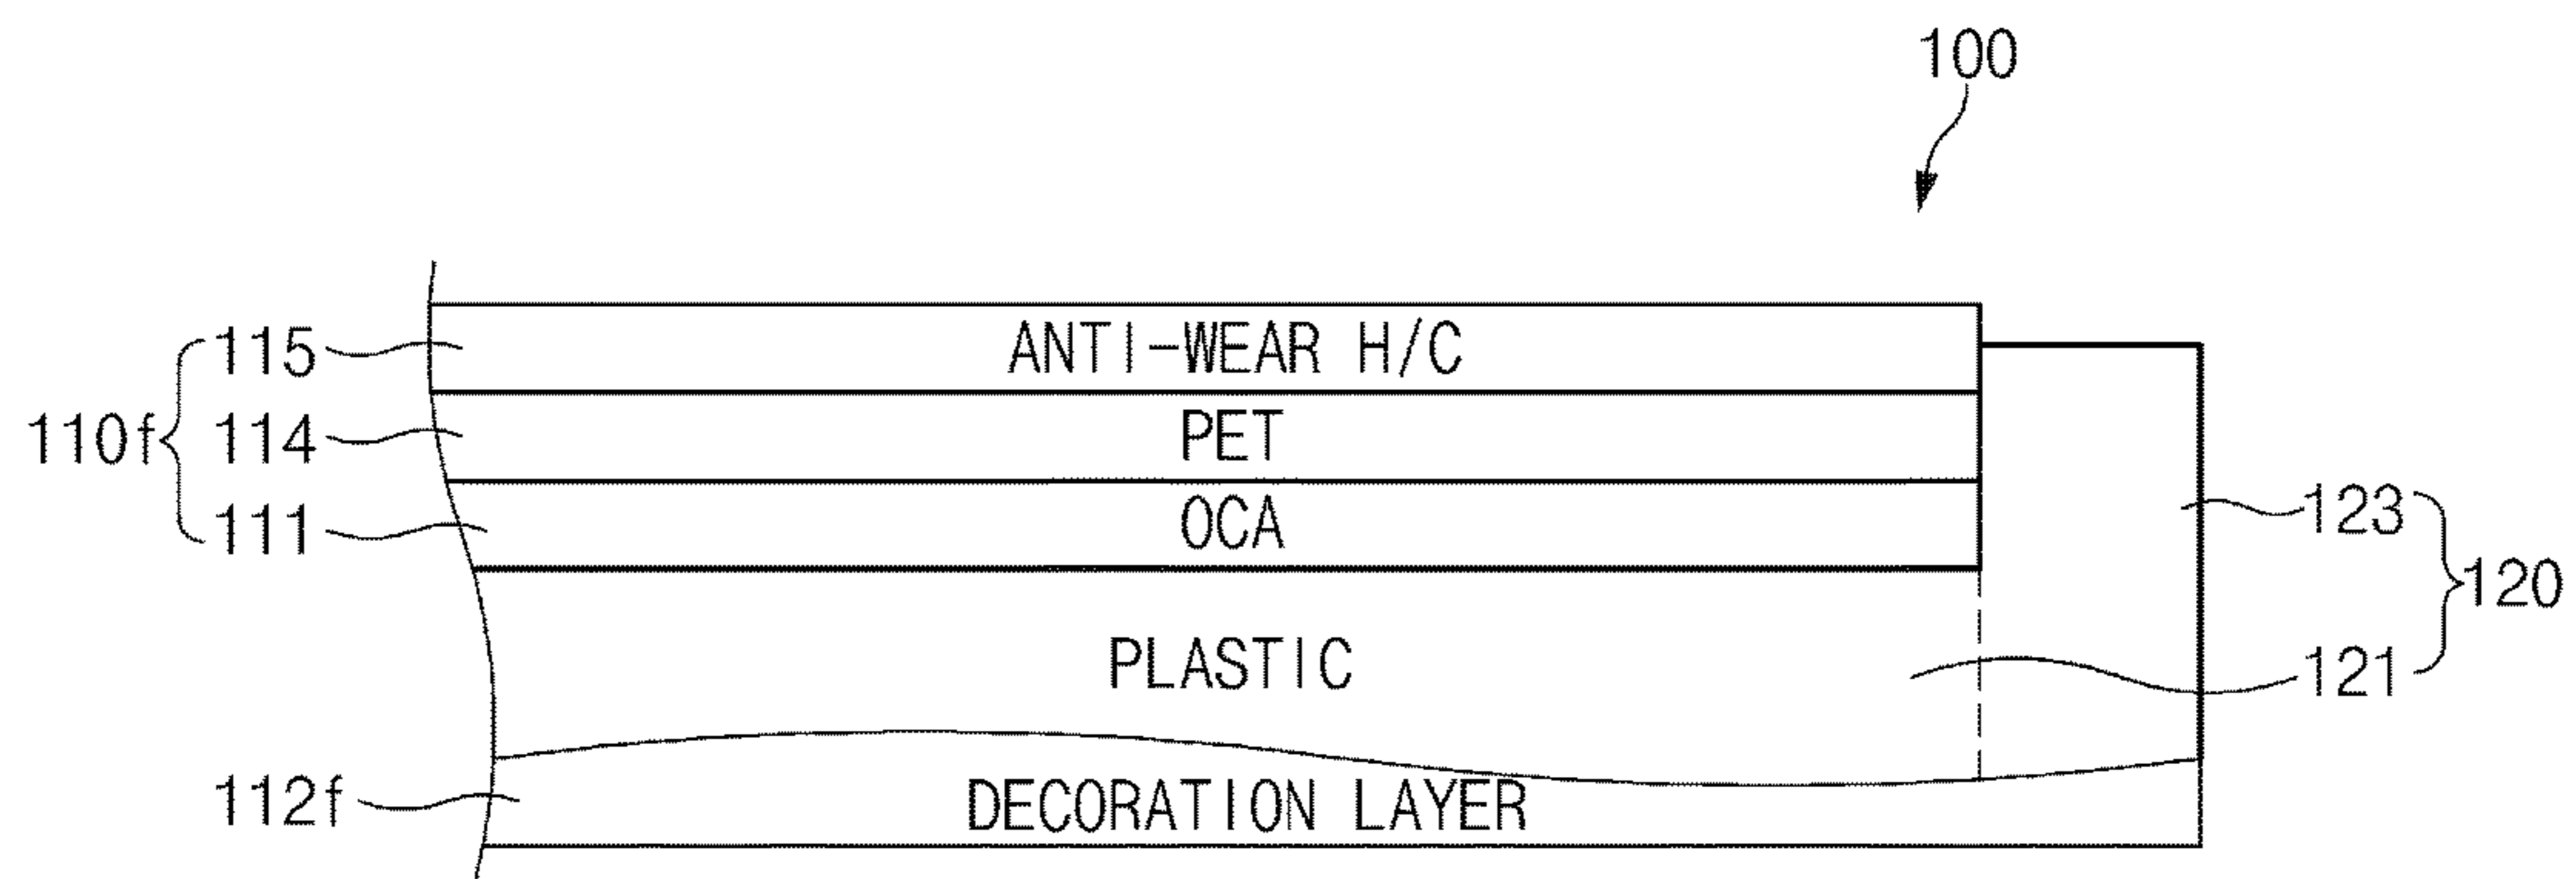 100
115 ANTI-WEAR H/C
110f 114 PET
111 OCA 123
120
PLASTIC 121
112f DECORATION LAYER